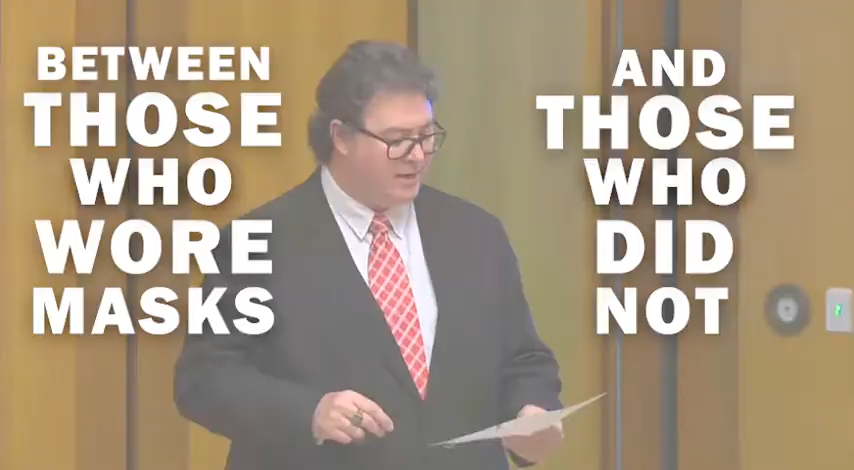 BETWEEN
THOSE
WHO
WORE
MASKS
AND
THOSE
WHO
DID
NOT